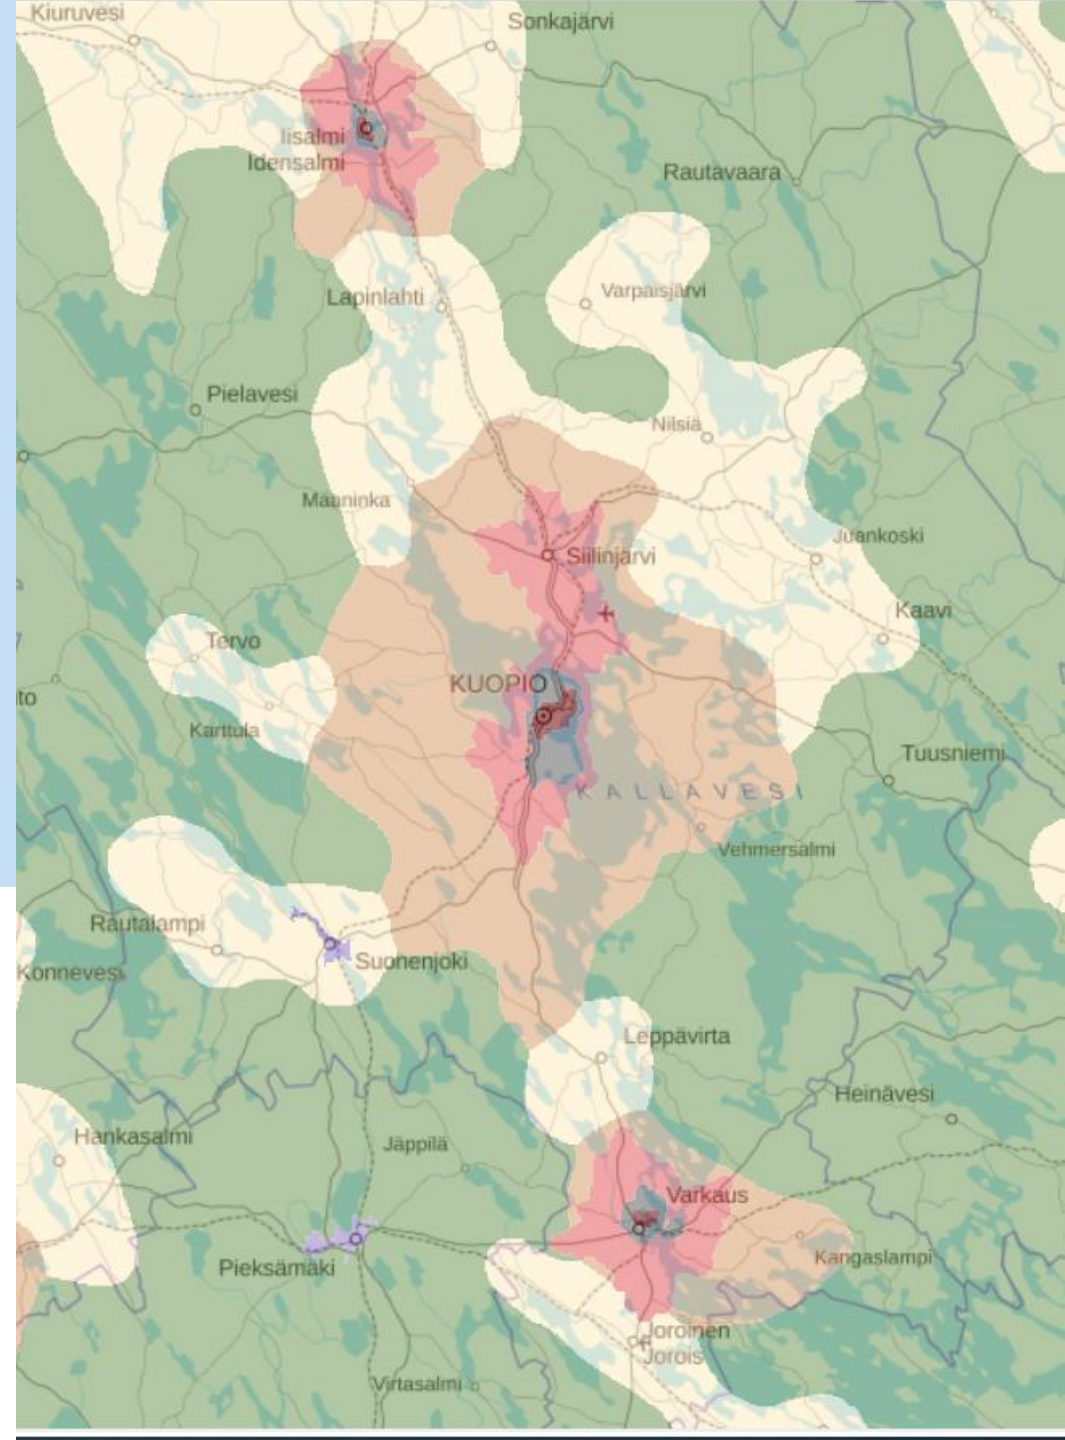 Kiuruvesi
Sonkajärvi
Iisalmi
Idensalmi
Rautavaara
Lapinlahti
Varpaisjärvi
Pielavesi
Nilsiä
Maaninka
Juankoski
Siilinjärvi
Kaavi
Tervo
KUOPIO
ito
Karttula
Tuusniemi
KALLAVESI
Vehmersalmi
Rautalampi
Suonenjoki
Konnevesi
Leppävirta
Heinävesi
Hankasalmi
Jäppilä
Varkaus
Kangaslampi
Pieksämäki
Joroinen
Jorois
Virtasalmi